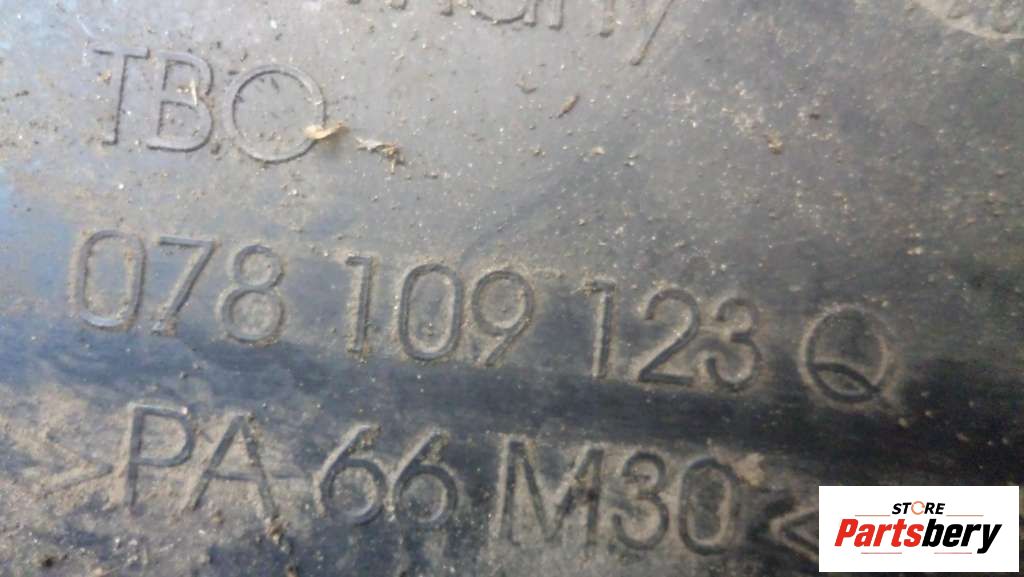 TBO
078 109 123 Q
>PA 66 M30<
STORE
Partsbery